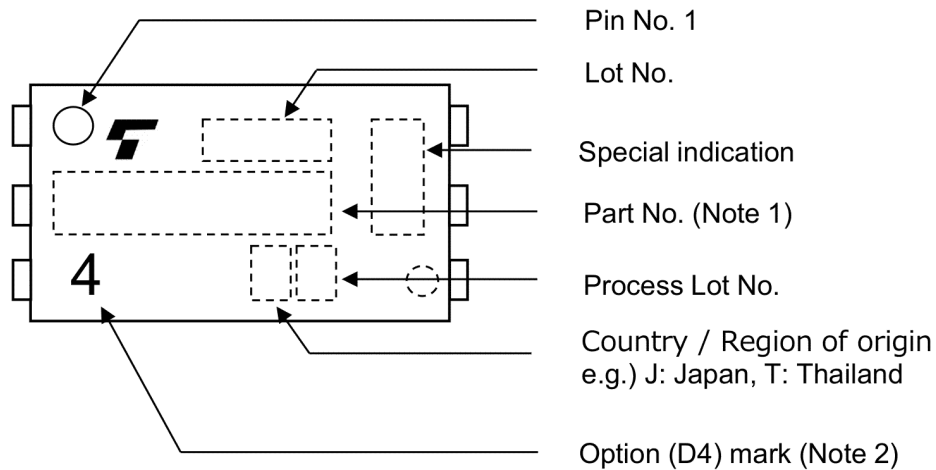 Pin No. 1
Lot No.
Special indication
Part No. (Note 1)
4
Process Lot No.
Country / Region of origin
e.g.) J: Japan, T: Thailand
Option (D4) mark (Note 2)